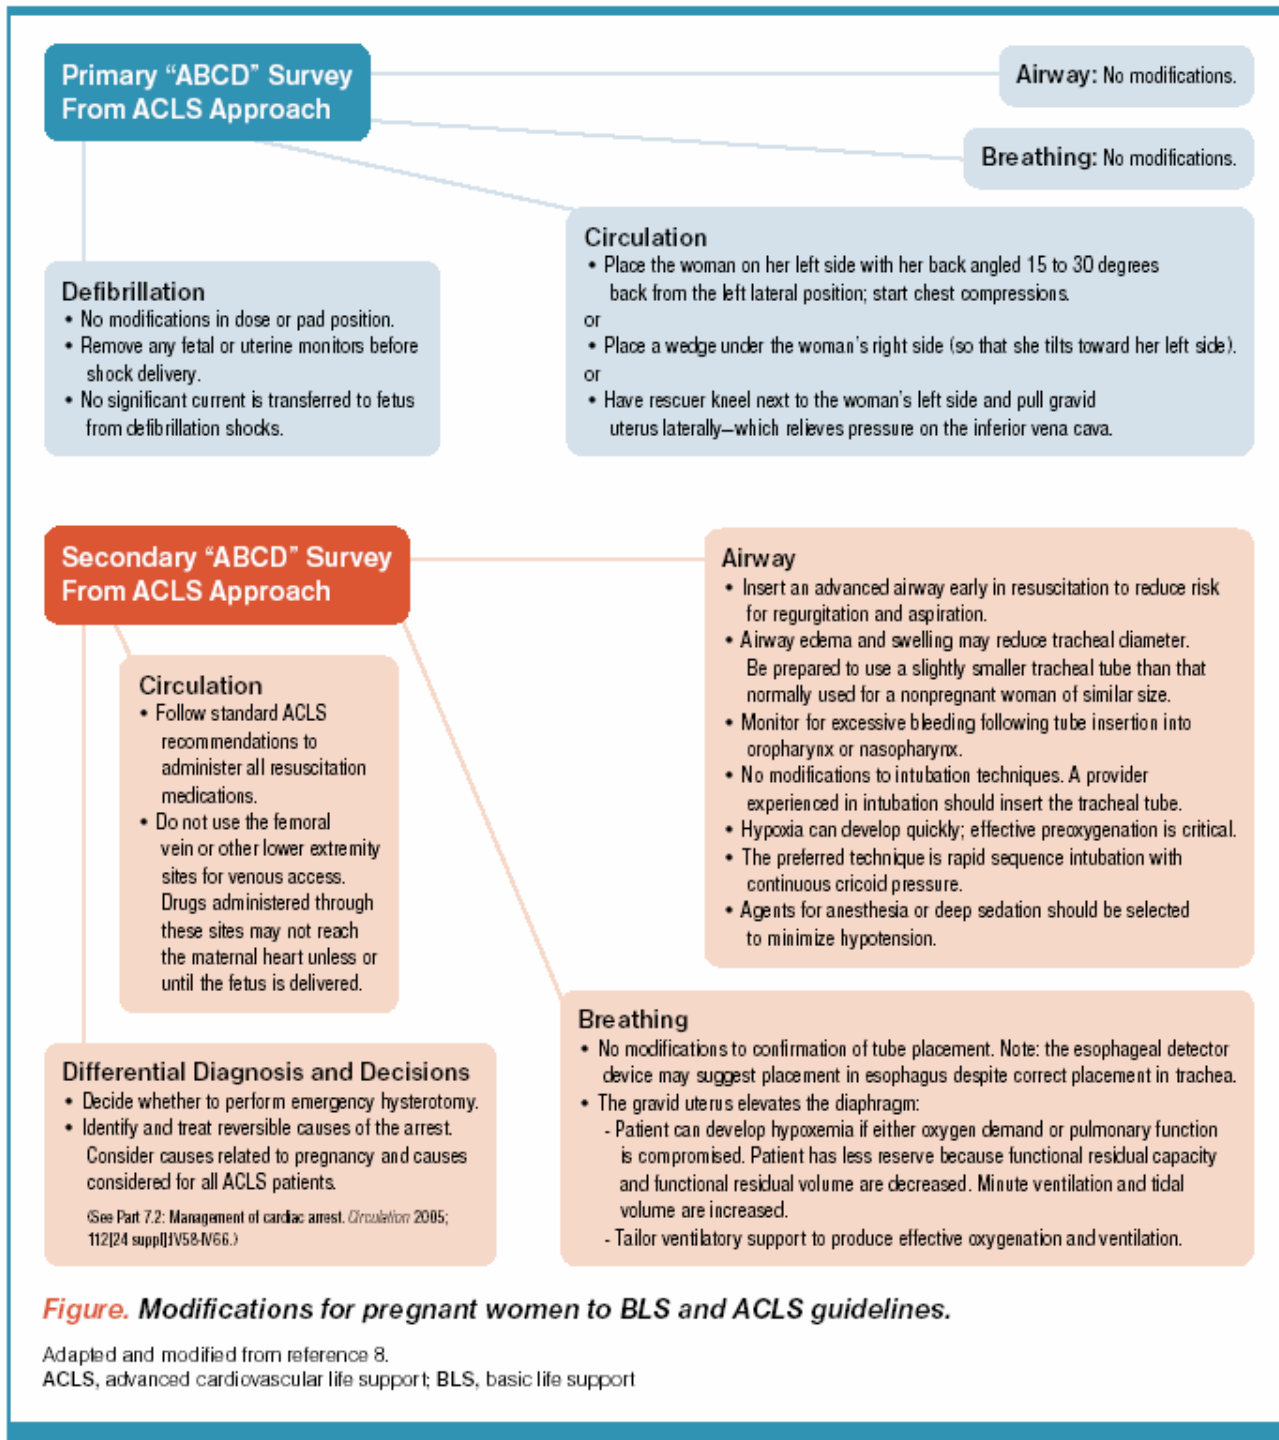 Primary “ABCD” Survey
From ACLS Approach
Airway: No modifications.
Breathing: No modifications.
Circulation
• Place the woman on her left side with her back angled 15 to 30 degrees
back from the left lateral position; start chest compressions.
or
• Place a wedge under the woman’s right side (so that she tilts toward her left side).
or
• Have rescuer kneel next to the woman’s left side and pull gravid
uterus laterally—which relieves pressure on the inferior vena cava.
Defibrillation
• No modifications in dose or pad position.
• Remove any fetal or uterine monitors before
shock delivery.
• No significant current is transferred to fetus
from defibrillation shocks.
Secondary “ABCD” Survey
From ACLS Approach
Airway
• Insert an advanced airway early in resuscitation to reduce risk
for regurgitation and aspiration.
• Airway edema and swelling may reduce tracheal diameter.
Be prepared to use a slightly smaller tracheal tube than that
normally used for a nonpregnant woman of similar size.
• Monitor for excessive bleeding following tube insertion into
oropharynx or nasopharynx.
• No modifications to intubation techniques. A provider
experienced in intubation should insert the tracheal tube.
• Hypoxia can develop quickly; effective preoxygenation is critical.
• The preferred technique is rapid sequence intubation with
continuous cricoid pressure.
• Agents for anesthesia or deep sedation should be selected
to minimize hypotension.
Circulation
• Follow standard ACLS
recommendations to
administer all resuscitation
medications.
• Do not use the femoral
vein or other lower extremity
sites for venous access.
Drugs administered through
these sites may not reach
the maternal heart unless or
until the fetus is delivered.
Breathing
• No modifications to confirmation of tube placement. Note: the esophageal detector
device may suggest placement in esophagus despite correct placement in trachea.
• The gravid uterus elevates the diaphragm:
- Patient can develop hypoxemia if either oxygen demand or pulmonary function
is compromised. Patient has less reserve because functional residual capacity
and functional residual volume are decreased. Minute ventilation and tidal
volume are increased.
- Tailor ventilatory support to produce effective oxygenation and ventilation.
Differential Diagnosis and Decisions
• Decide whether to perform emergency hysterotomy.
• Identify and treat reversible causes of the arrest.
Consider causes related to pregnancy and causes
considered for all ACLS patients.
(See Part 7.2: Management of cardiac arrest. Circulation 2005;
112[24 suppl]:IV58-IV66.)
Figure. Modifications for pregnant women to BLS and ACLS guidelines.
Adapted and modified from reference 8.
ACLS, advanced cardiovascular life support; BLS, basic life support